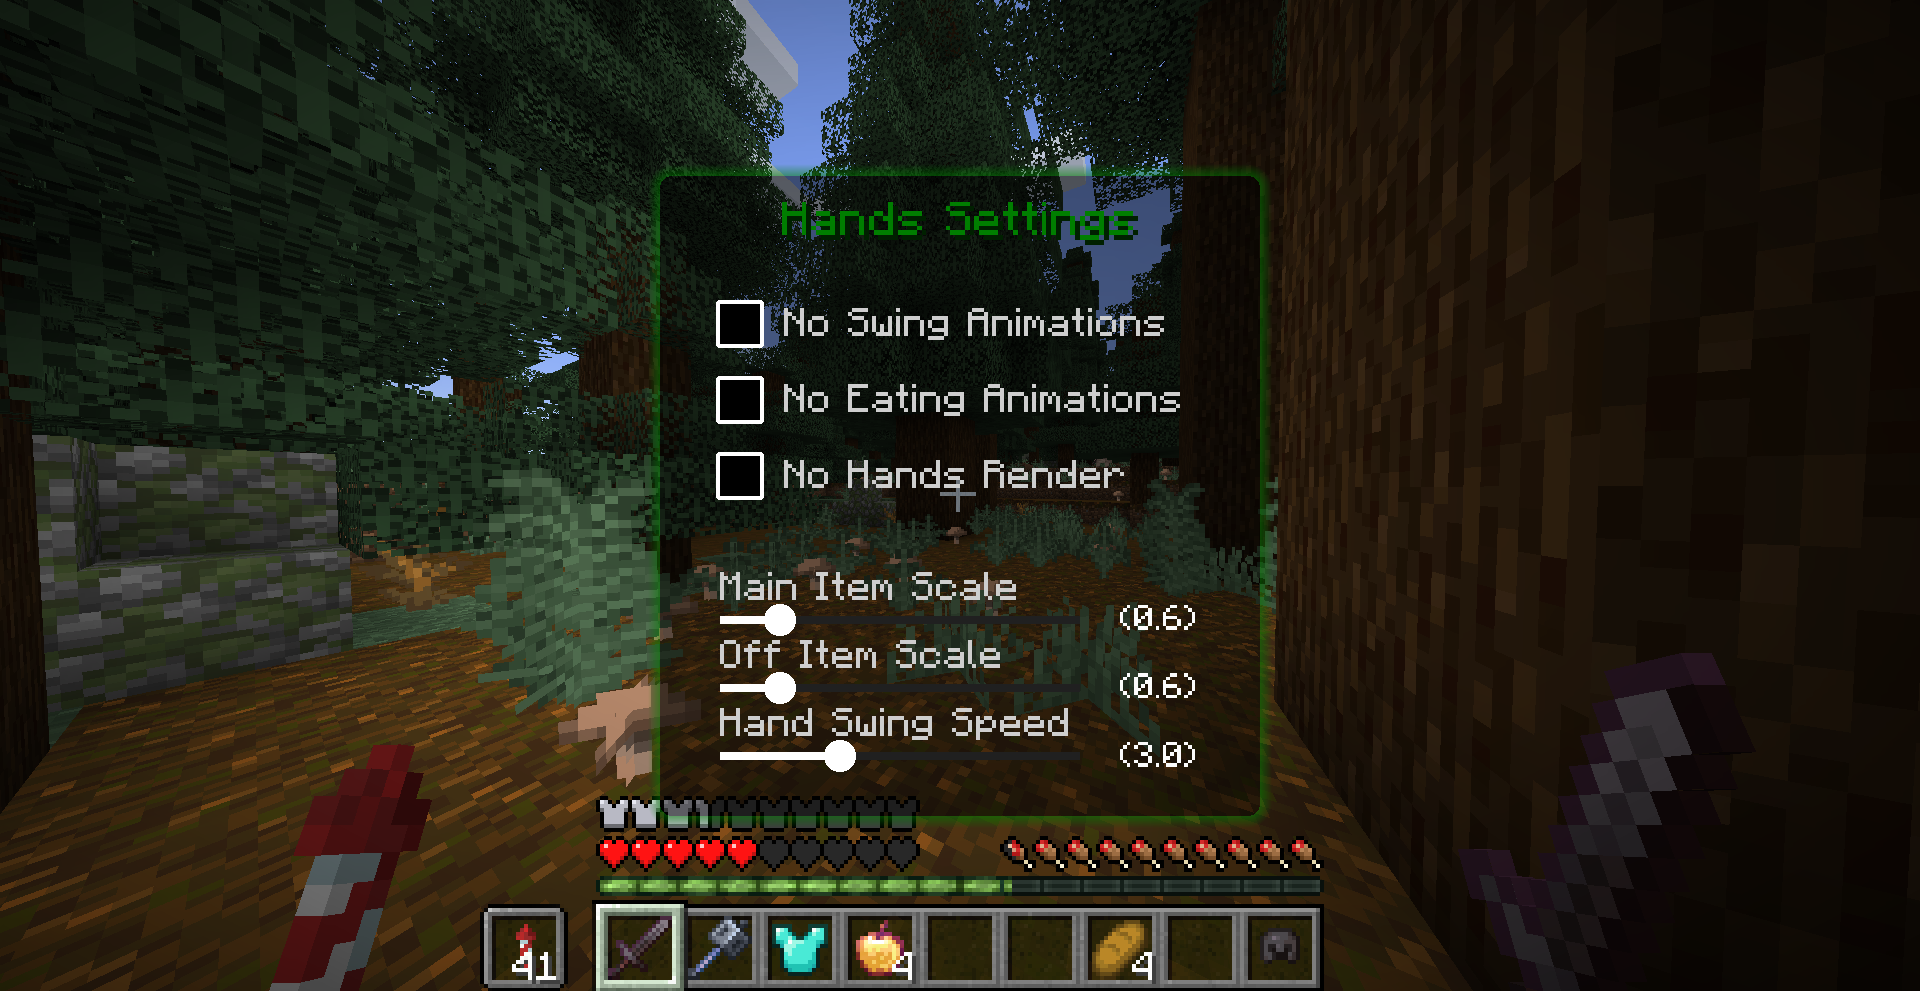 Hands Settings
No Swing Animations
No Eating Animations
No Hands Render
Main Item Scale
(0.6)
Off Item Scale
(0.6)
Hand Swing Speed
(3.0)
41
4
4